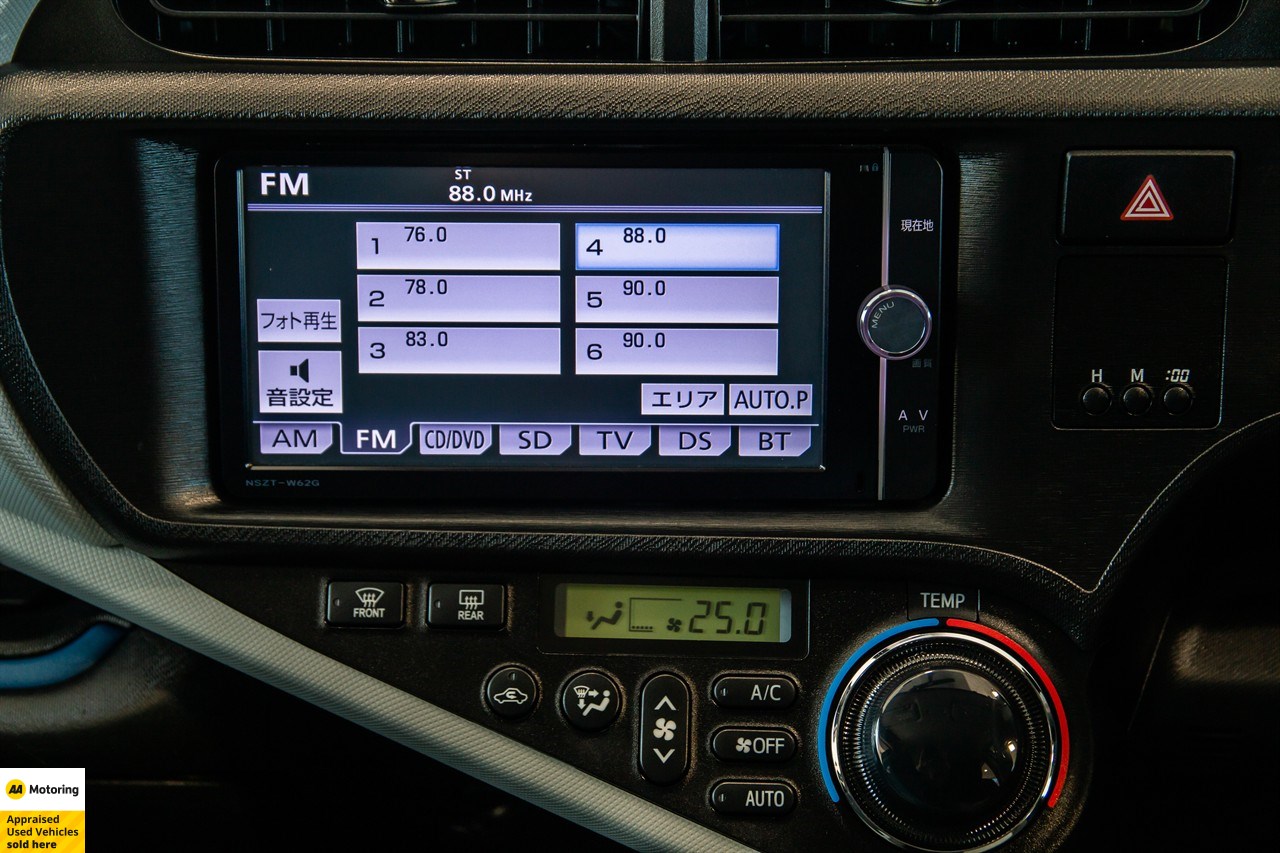 FM
ST
88.0 MHz
1 76.0
4 88.0
2 78.0
5 90.0
3 83.0
6 90.0
フォト再生
音設定
エリア
AUTO.P
AM
FM
CD/DVD
SD
TV
DS
BT
NSZT-W62G
現在地
MENU
画質
A V
PWR
H
M
:00
FRONT
REAR
25.0
TEMP
A/C
OFF
AUTO
AA Motoring
Appraised
Used Vehicles
sold here